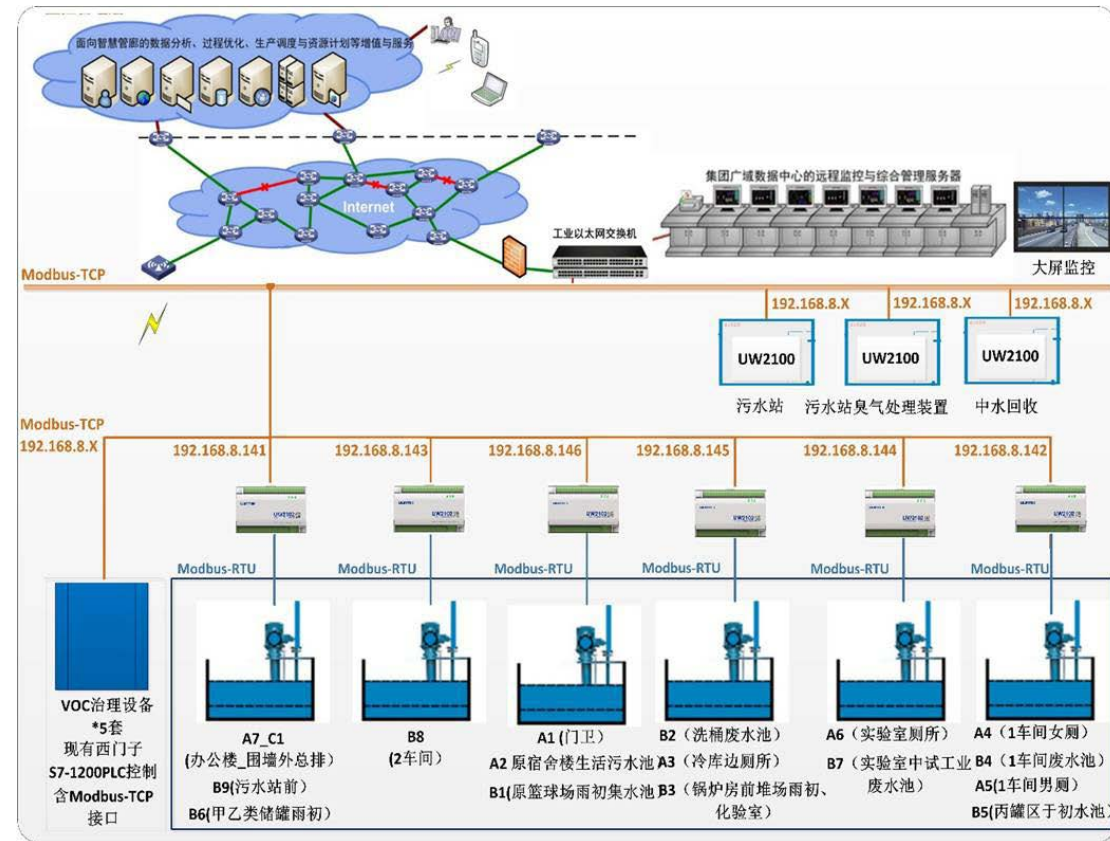 面向智慧管廊的数据分析、过程优化、生产调度与资源计划等增值与服务
Internet
集团广域数据中心的远程监控与综合管理服务器
工业以太网交换机
大屏监控
Modbus-TCP
192.168.8.X
192.168.8.X
192.168.8.X
UW2100
UW2100
UW2100
污水站
污水站臭气处理装置
中水回收
Modbus-TCP
192.168.8.X
192.168.8.141
192.168.8.143
192.168.8.146
192.168.8.145
192.168.8.144
192.168.8.142
Modbus-RTU
Modbus-RTU
Modbus-RTU
Modbus-RTU
Modbus-RTU
Modbus-RTU
VOC治理设备
*5套
现有西门子
S7-1200PLC控制
含Modbus-TCP
接口
A7_C1
(办公楼_围墙外总排)
B9(污水站前)
B6(甲乙类储罐雨初)
B8
(2车间)
A1(门卫)
A2 原宿舍楼生活污水池
B1(原篮球场雨初集水池)
B2（洗桶废水池）
A3（冷库边厕所）
B3（锅炉房前堆场雨初、
化验室）
A6（实验室厕所）
B7（实验室中试工业
废水池）
A4（1车间女厕）
B4（1车间废水池）
A5(1车间男厕)
B5(丙罐区于初水池)